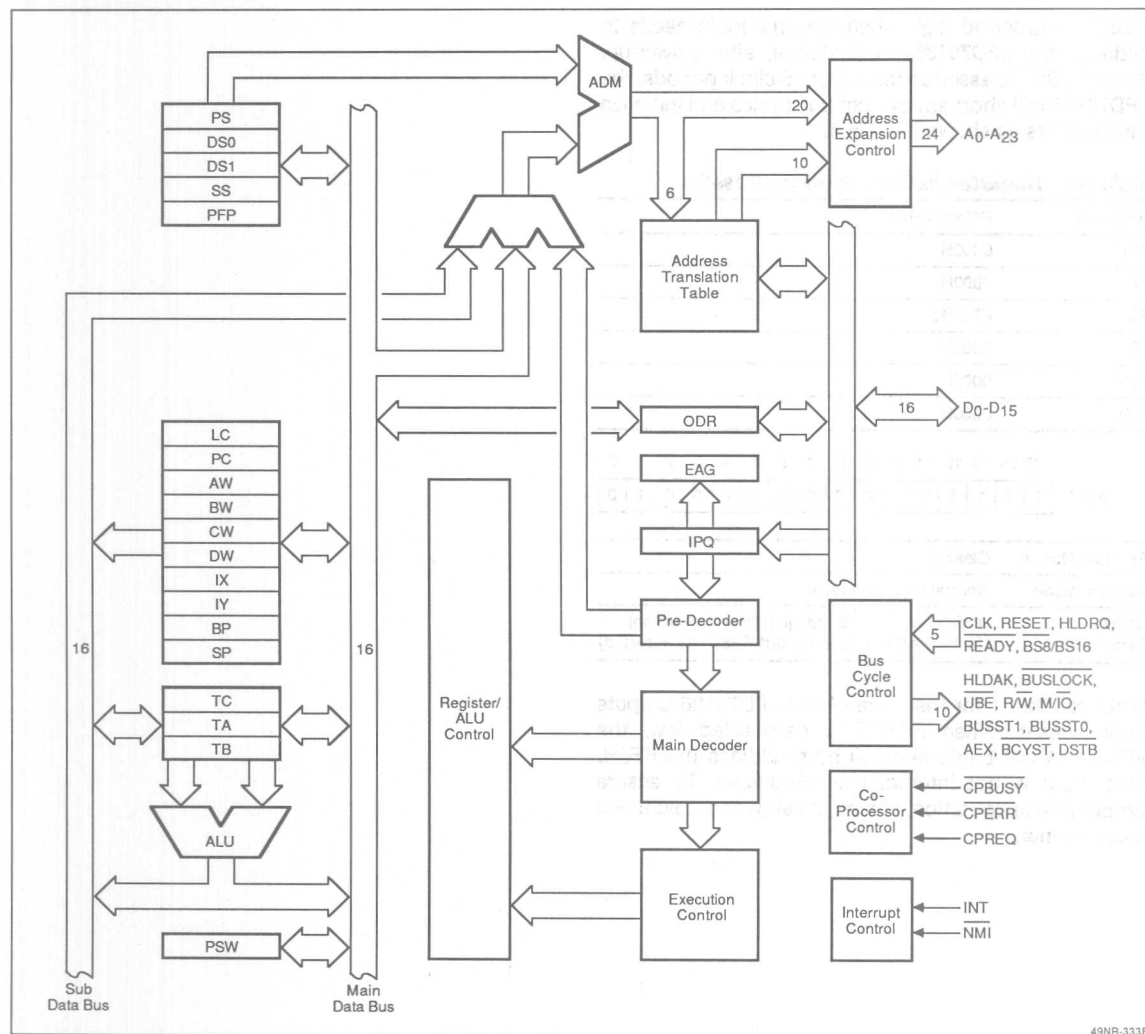 PS
DS0
DS1
SS
PFP
ADM
20
Address
Expansion
Control
24
A0-A23
10
6
Address
Translation
Table
16
D0-D15
ODR
EAG
IPQ
Pre-Decoder
Main Decoder
Execution
Control
Register/
ALU
Control
LC
PC
AW
BW
CW
DW
IX
IY
BP
SP
16
16
TC
TA
TB
ALU
PSW
Sub
Data Bus
Main
Data Bus
Bus
Cycle
Control
5
CLK, RESET, HLDRQ,
READY, BS8/BS16
10
HLDAK, BUSLOCK,
UBE, R/W, M/IO,
BUSST1, BUSST0,
AEX, BCYST, DSTB
Co-
Processor
Control
CPBUSY
CPERR
CPREQ
Interrupt
Control
INT
NMI